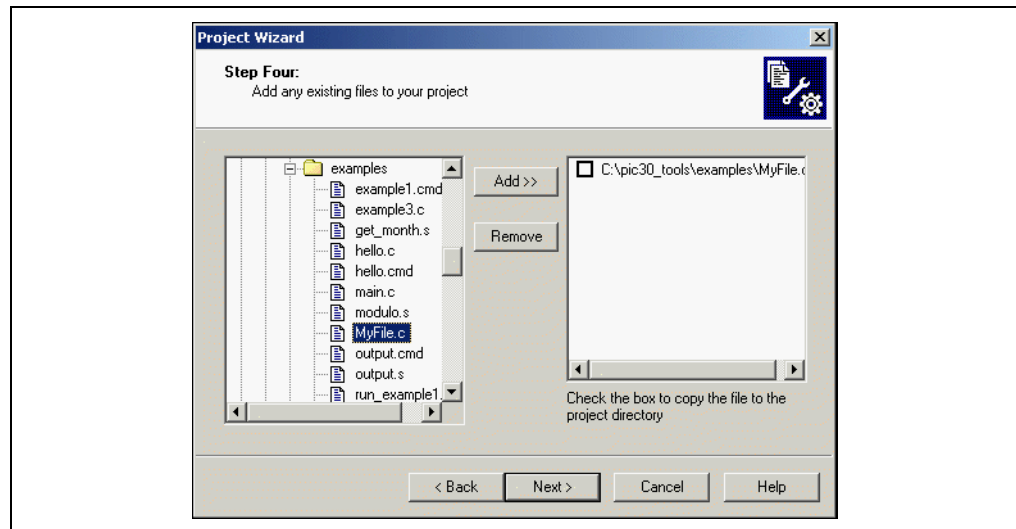 Project Wizard
Step Four:
Add any existing files to your project
examples
example1.cmd
example3.c
get_month.s
hello.c
hello.cmd
main.c
modulo.s
MyFile.c
output.cmd
output.s
run_example1.
Add >>
Remove
C:\pic30_tools\examples\MyFile.c
Check the box to copy the file to the
project directory
< Back
Next >
Cancel
Help